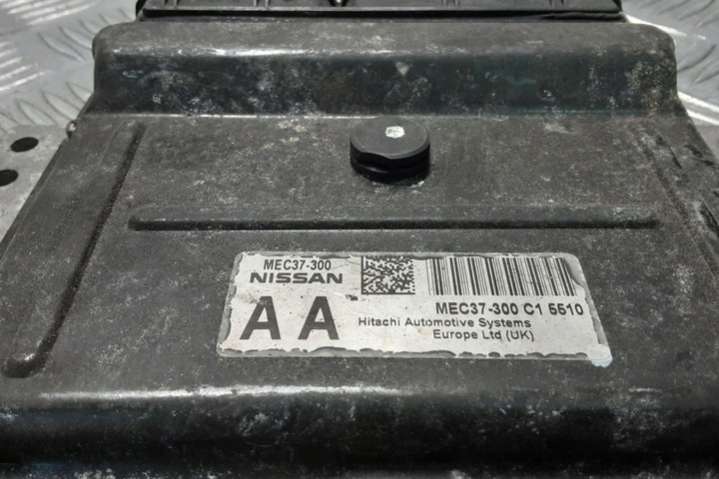 MEC37-300
NISSAN
AA
MEC37-300 C1 5510
Hitachi Automotive Systems
Europe Ltd (UK)